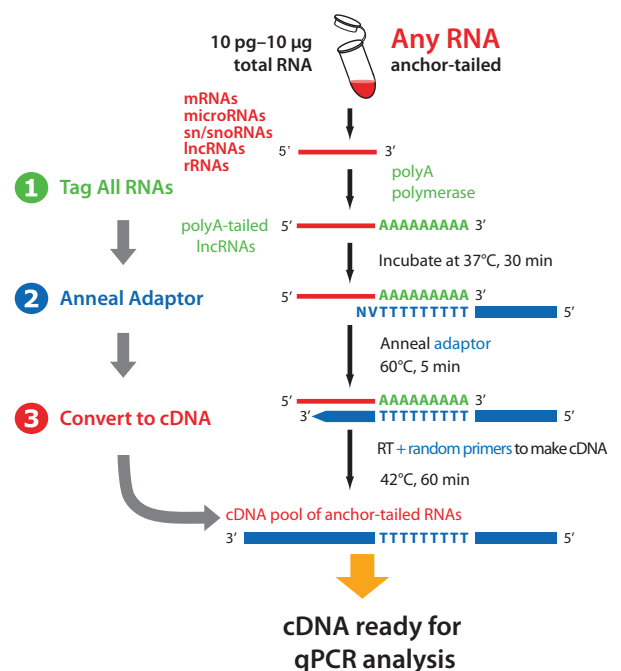 10 pg–10 µg
total RNA
Any RNA
anchor-tailed
mRNAs
microRNAs
sn/snoRNAs
lncRNAs
rRNAs
5' 3’
1 Tag All RNAs
polyA
polymerase
polyA-tailed
lncRNAs
5’ AAAAAAAAA 3’
Incubate at 37°C, 30 min
2 Anneal Adaptor
5’ AAAAAAAAA 3’
NVTTTTTTTTT 5’
Anneal adaptor
60°C, 5 min
3 Convert to cDNA
5’ AAAAAAAAA 3’
3’ TTTTTTTTT 5’
RT + random primers to make cDNA
42°C, 60 min
cDNA pool of anchor-tailed RNAs
3’ TTTTTTTTT 5’
cDNA ready for
qPCR analysis